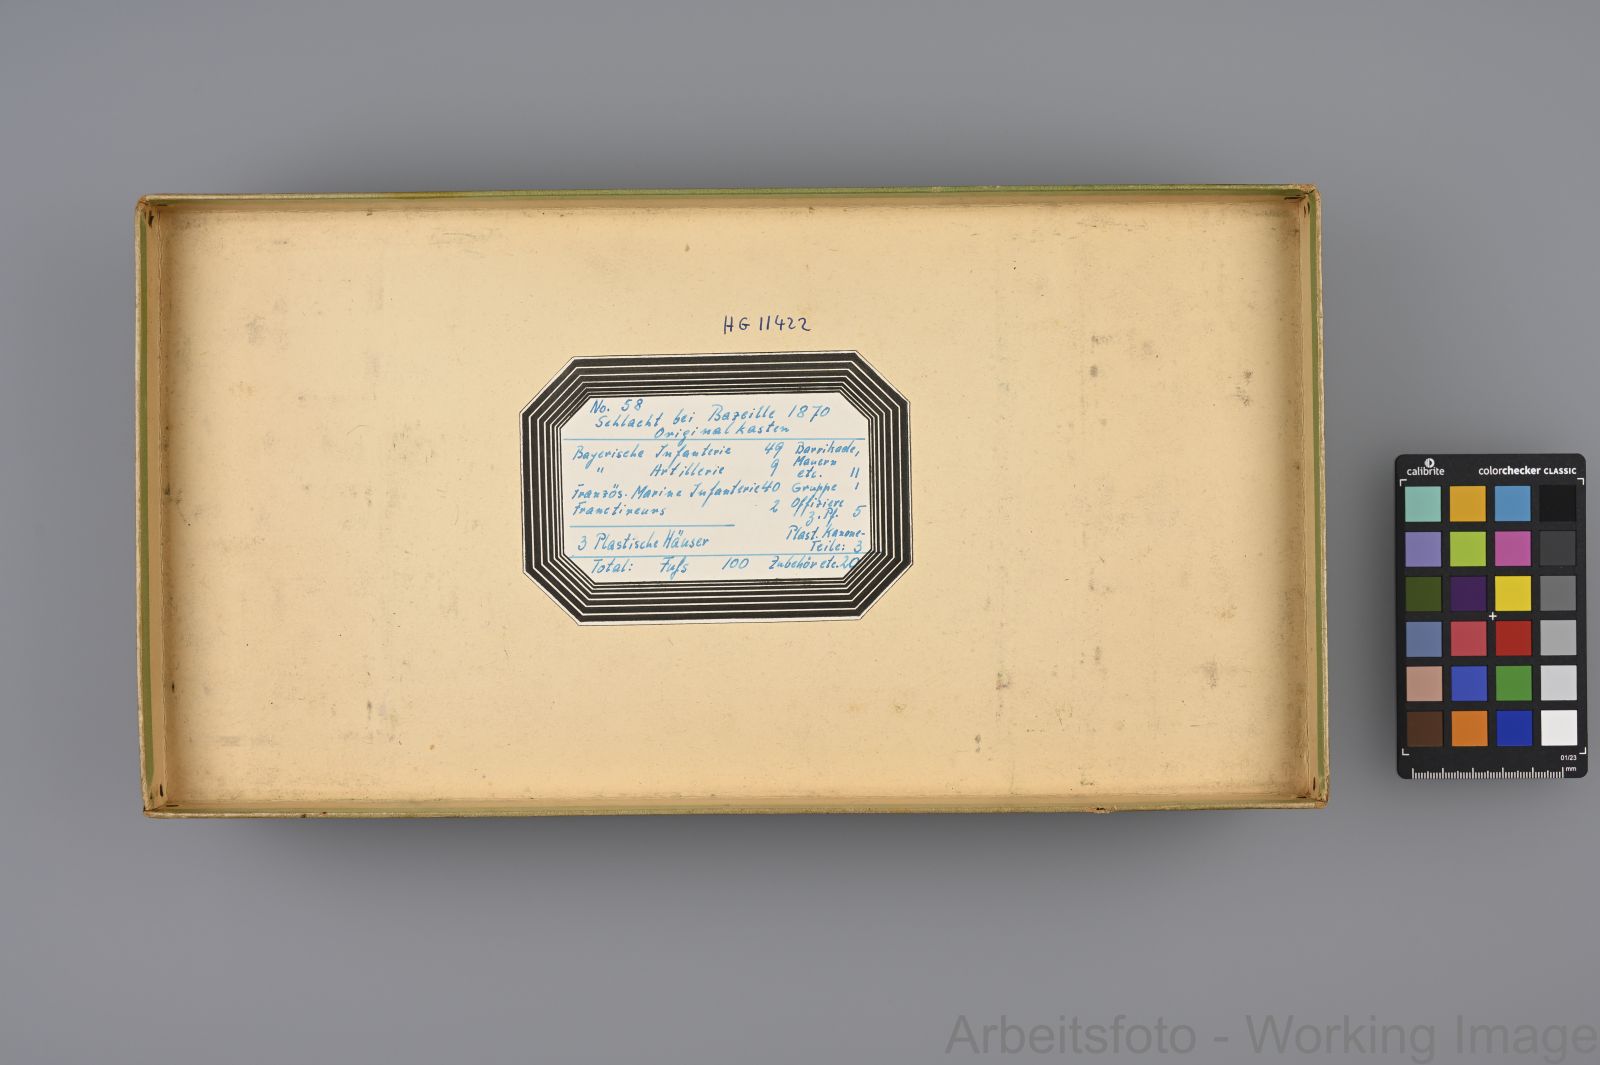 HG 11422
No. 58
Schlacht bei Bazeille 1870
Originalkasten
Bayerische Infanterie 49
" Artillerie 9
Französ. Marine Infanterie 40
Franctireurs 2
Barrikade,
Mauern
etc. 11
Gruppe 1
Offiziere
z. Pf. 5
3 Plastische Häuser
Plast. Kanone-
Teile: 3
Total: Fuſs 100 Zubehör etc. 20
calibrite colorchecker CLASSIC
01/23
mm
Arbeitsfoto - Working Image